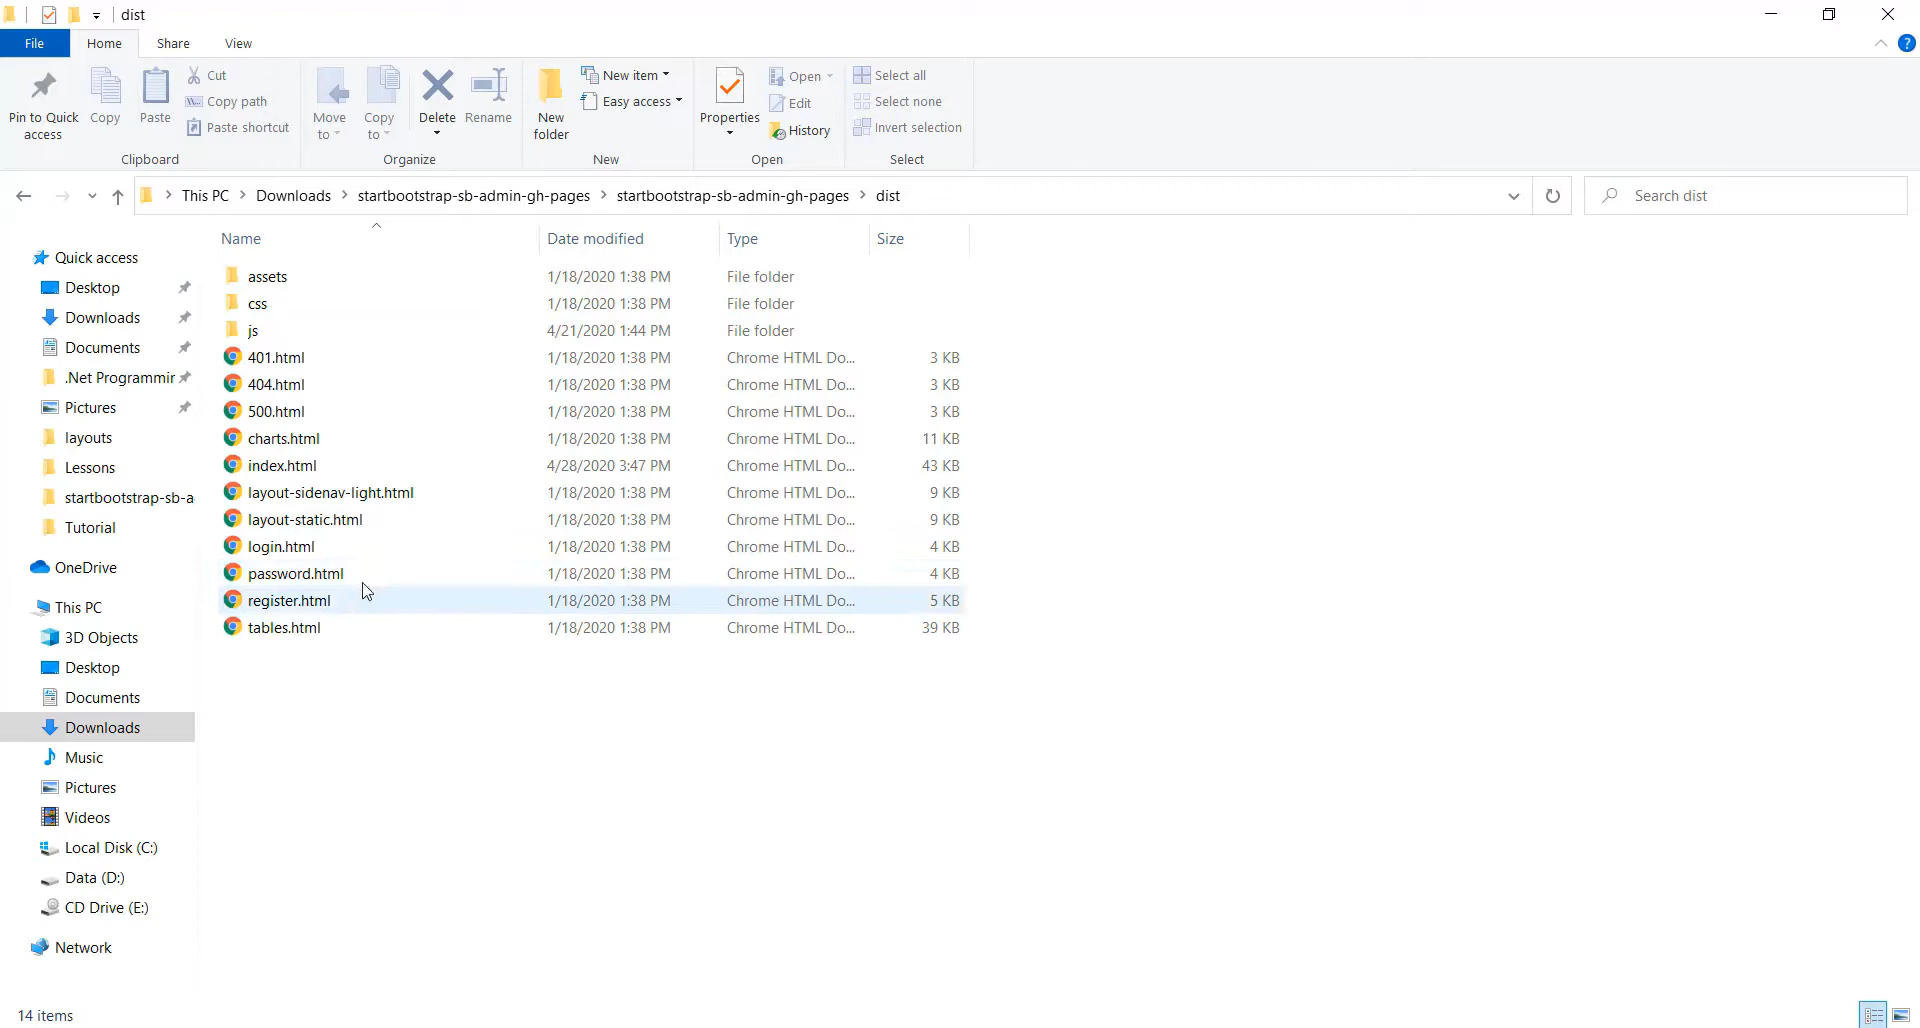 dist
File Home Share View
Pin to Quick access
Copy
Paste
Cut
Copy path
Paste shortcut
Clipboard
Move to
Copy to
Delete
Rename
Organize
New folder
New item
Easy access
New
Properties
Open
Edit
History
Open
Select all
Select none
Invert selection
Select
This PC > Downloads > startbootstrap-sb-admin-gh-pages > startbootstrap-sb-admin-gh-pages > dist
Search dist
Quick access
Desktop
Downloads
Documents
.Net Programmir
Pictures
layouts
Lessons
startbootstrap-sb-a
Tutorial
OneDrive
This PC
3D Objects
Desktop
Documents
Downloads
Music
Pictures
Videos
Local Disk (C:)
Data (D:)
CD Drive (E:)
Network
Name Date modified Type Size
assets 1/18/2020 1:38 PM File folder
css 1/18/2020 1:38 PM File folder
js 4/21/2020 1:44 PM File folder
401.html 1/18/2020 1:38 PM Chrome HTML Do... 3 KB
404.html 1/18/2020 1:38 PM Chrome HTML Do... 3 KB
500.html 1/18/2020 1:38 PM Chrome HTML Do... 3 KB
charts.html 1/18/2020 1:38 PM Chrome HTML Do... 11 KB
index.html 4/28/2020 3:47 PM Chrome HTML Do... 43 KB
layout-sidenav-light.html 1/18/2020 1:38 PM Chrome HTML Do... 9 KB
layout-static.html 1/18/2020 1:38 PM Chrome HTML Do... 9 KB
login.html 1/18/2020 1:38 PM Chrome HTML Do... 4 KB
password.html 1/18/2020 1:38 PM Chrome HTML Do... 4 KB
register.html 1/18/2020 1:38 PM Chrome HTML Do... 5 KB
tables.html 1/18/2020 1:38 PM Chrome HTML Do... 39 KB
14 items